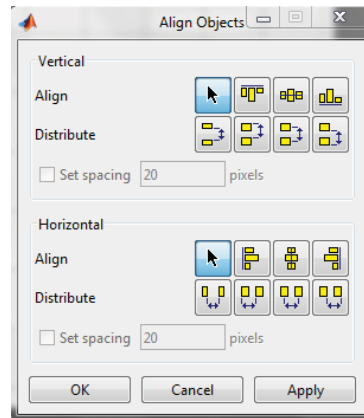 Align Objects
Vertical
Align
Distribute
Set spacing 20 pixels
Horizontal
Align
Distribute
Set spacing 20 pixels
OK Cancel Apply